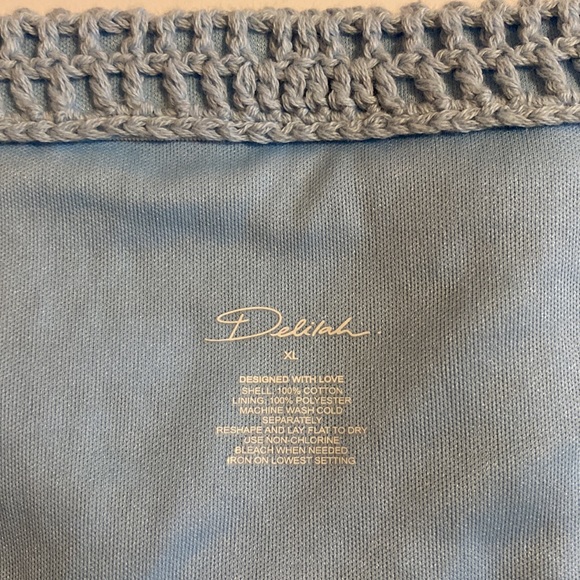 Delilah.
XL
DESIGNED WITH LOVE
SHELL: 100% COTTON
LINING: 100% POLYESTER
MACHINE WASH COLD
SEPARATELY
RESHAPE AND LAY FLAT TO DRY
USE NON-CHLORINE
BLEACH WHEN NEEDED
IRON ON LOWEST SETTING